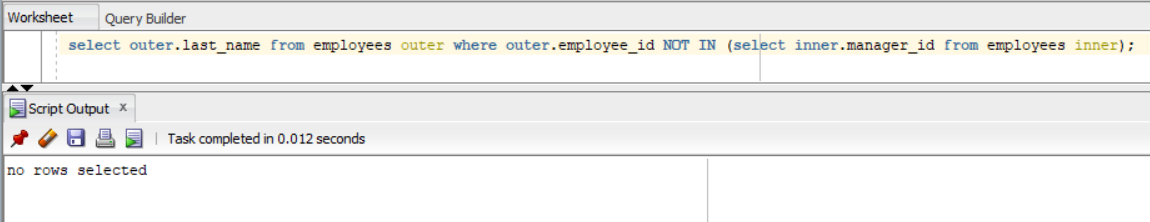 Worksheet Query Builder
select outer.last_name from employees outer where outer.employee_id NOT IN (select inner.manager_id from employees inner);
Script Output x
Task completed in 0.012 seconds
no rows selected